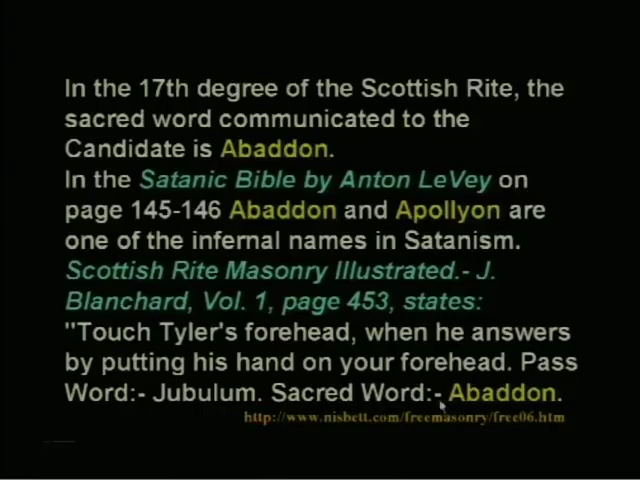 In the 17th degree of the Scottish Rite, the
sacred word communicated to the
Candidate is Abaddon.
In the Satanic Bible by Anton LeVey on
page 145-146 Abaddon and Apollyon are
one of the infernal names in Satanism.
Scottish Rite Masonry Illustrated.- J.
Blanchard, Vol. 1, page 453, states:
"Touch Tyler's forehead, when he answers
by putting his hand on your forehead. Pass
Word:- Jubulum. Sacred Word:- Abaddon.
http://www.nisbett.com/freemasonry/free06.htm